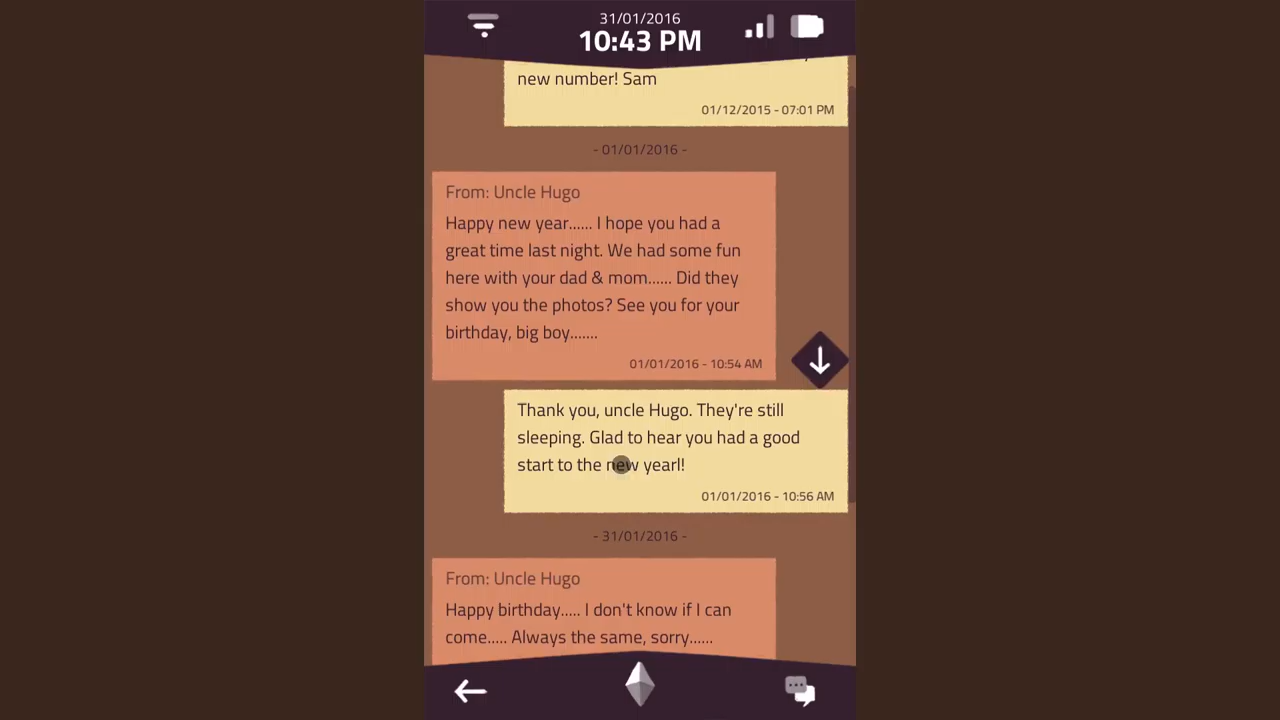 31/01/2016
10:43 PM
new number! Sam
01/12/2015 - 07:01 PM
- 01/01/2016 -
From: Uncle Hugo
Happy new year...... I hope you had a
great time last night. We had some fun
here with your dad & mom...... Did they
show you the photos? See you for your
birthday, big boy.......
01/01/2016 - 10:54 AM
Thank you, uncle Hugo. They're still
sleeping. Glad to hear you had a good
start to the new yearl!
01/01/2016 - 10:56 AM
- 31/01/2016 -
From: Uncle Hugo
Happy birthday..... I don't know if I can
come..... Always the same, sorry......